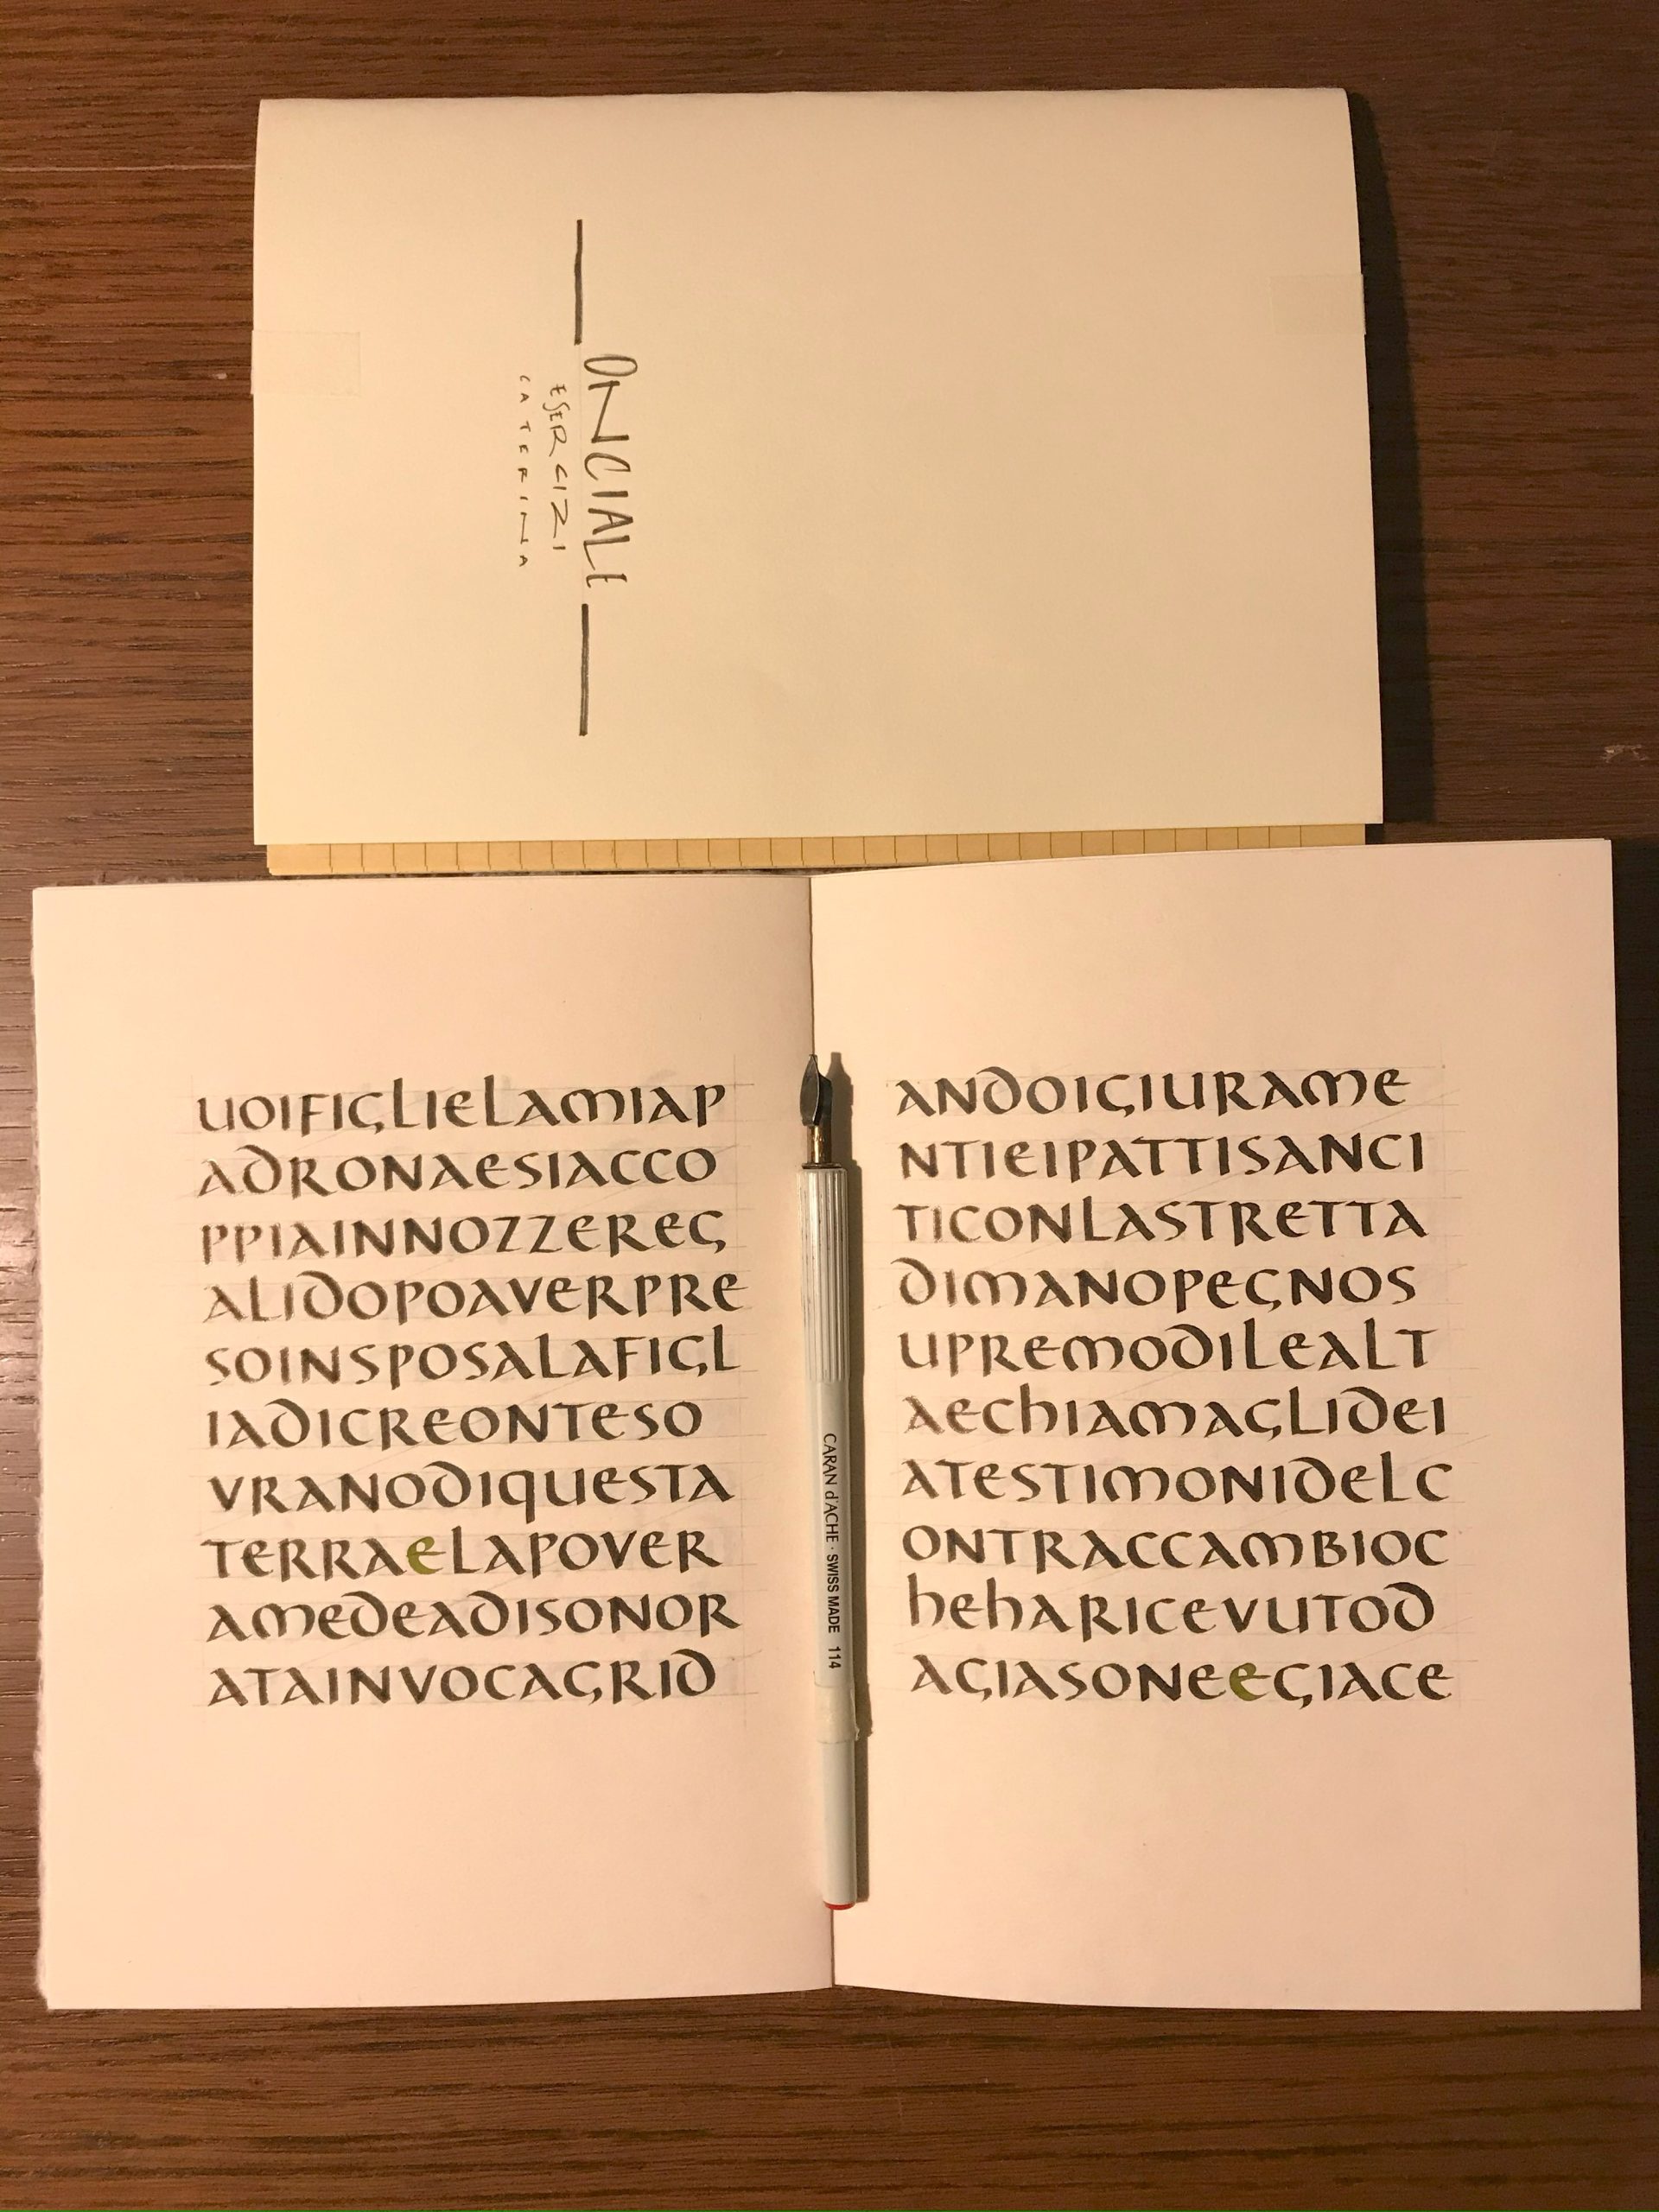 ONCIALE
ESERCIZI
CATERINA
UOIFIGLIELAMIAP
ADRONAESIACCO
PPIAINNOZZEREG
ALIDOPOAVERPRE
SOINSPOSALAFIGL
IADICREONTESO
VRANODIQUESTA
TERRAELAPOVER
AMEDEADISONOR
ATAINVOCAGRID
ANDOIGIURAME
NTIEIPATTISANCI
TICONLASTRETTA
DIMANOPEGNOS
UPREMODILEALT
AECHIAMAGLIDEI
ATESTIMONIDELC
ONTRACCAMBIOC
HEHARICEVUTOD
AGIASONEEGIACE
CARAN d'ACHE · SWISS MADE 114